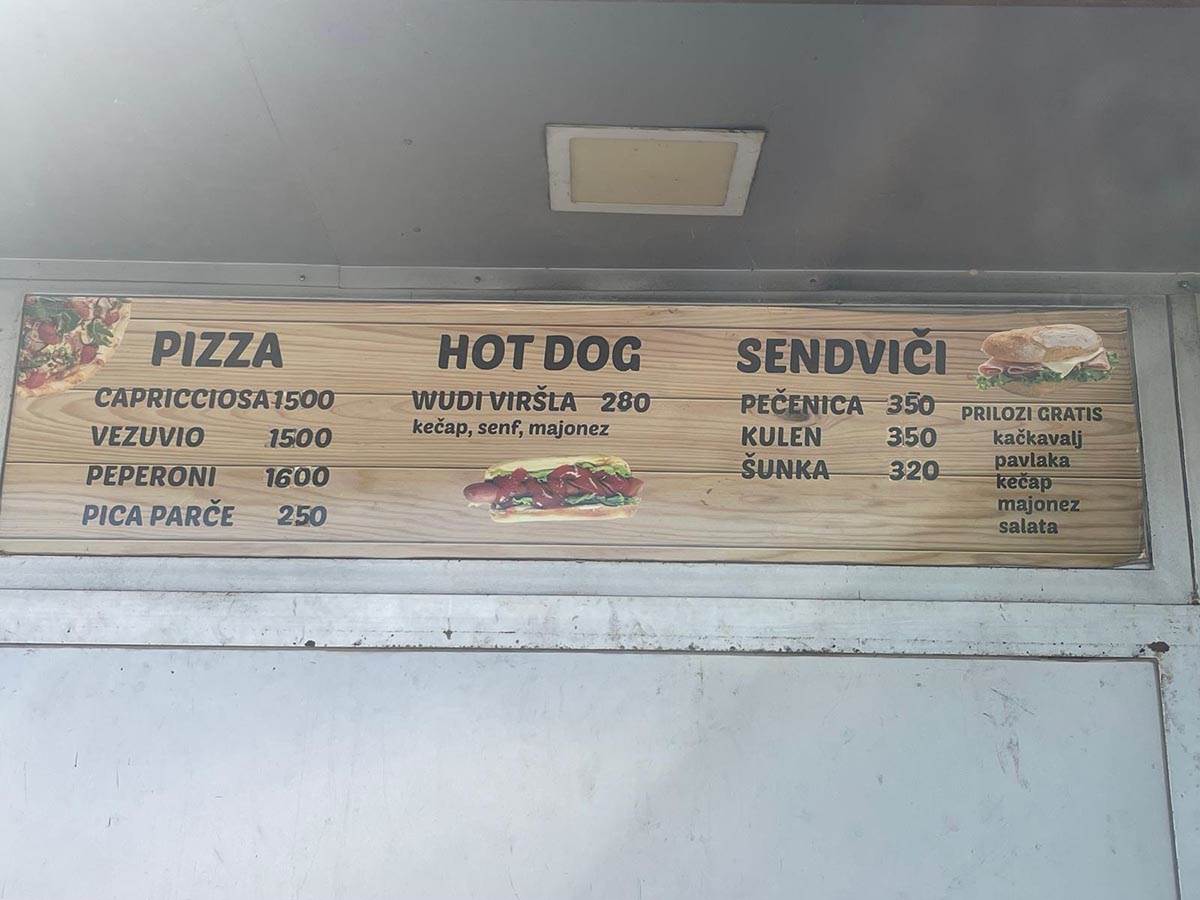 PIZZA
CAPRICCIOSA 1500
VEZUVIO 1500
PEPERONI 1600
PICA PARČE 250
HOT DOG
WUDI VIRŠLA 280
kečap, senf, majonez
SENDVIČI
PEČENICA 350
KULEN 350
ŠUNKA 320
PRILOZI GRATIS
kačkavalj
pavlaka
kečap
majonez
salata